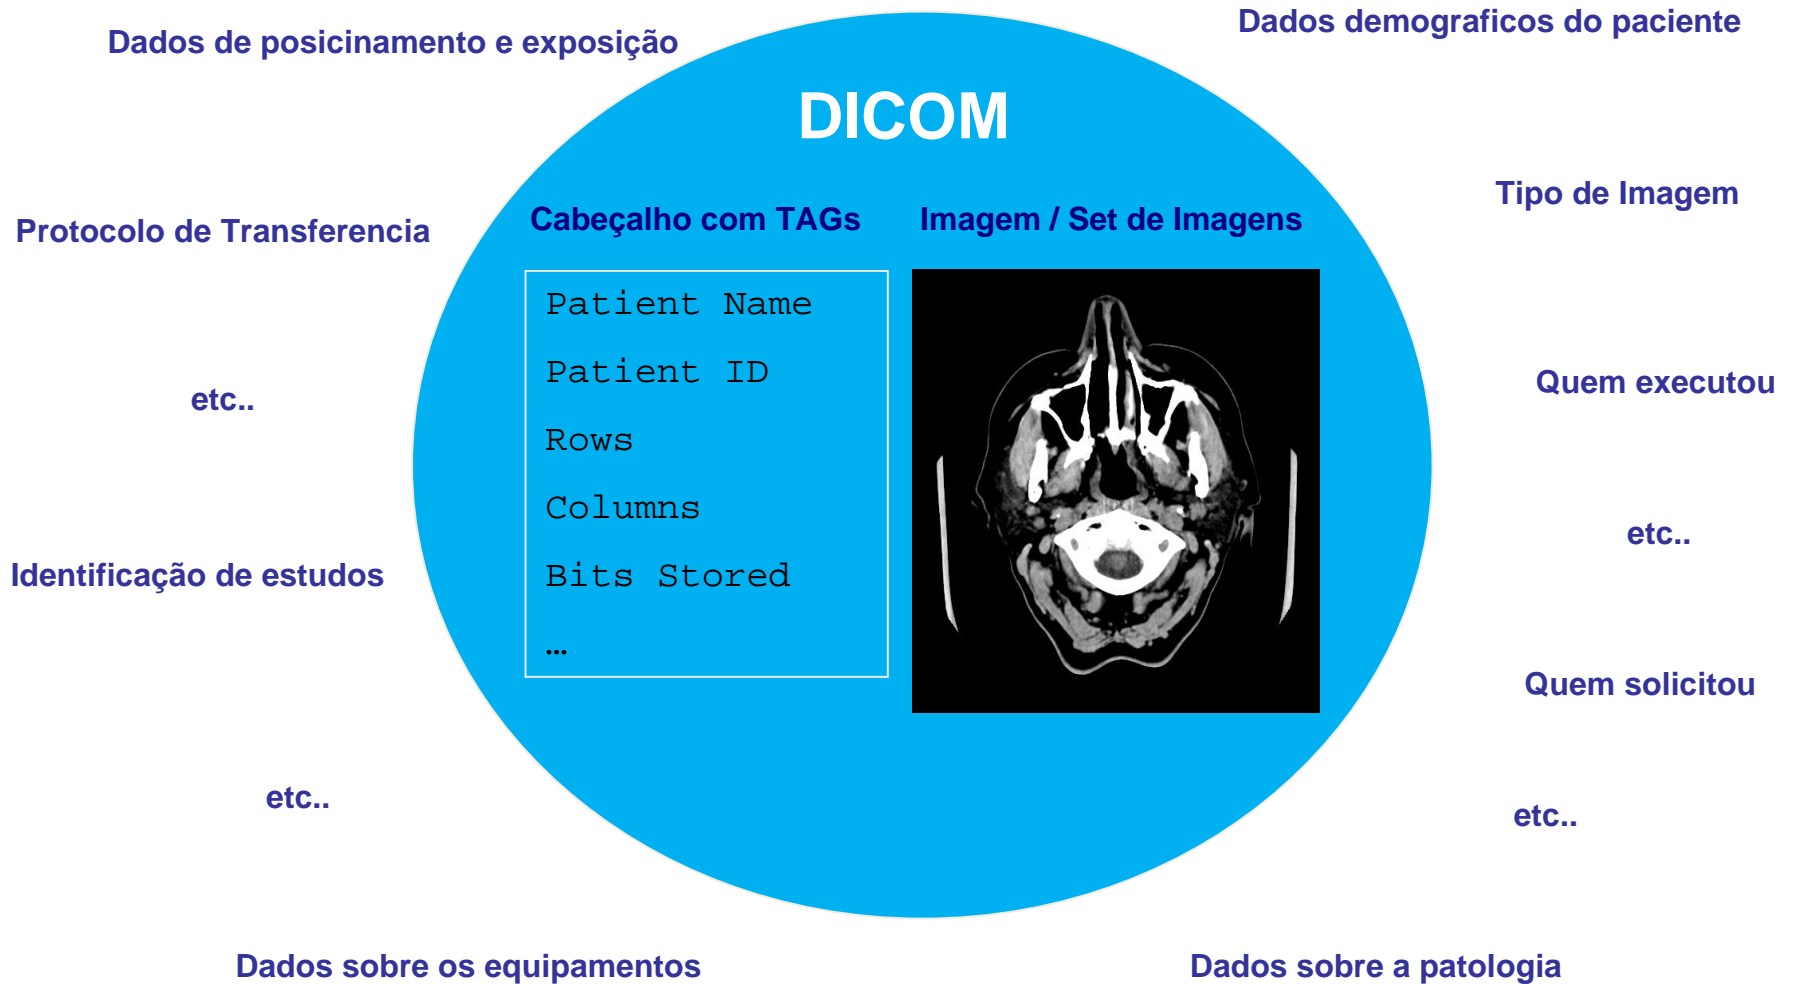 Dados de posicinamento e exposição
Dados demograficos do paciente
DICOM
Tipo de Imagem
Protocolo de Transferencia
Cabeçalho com TAGs
Imagem / Set de Imagens
Patient Name
Patient ID
Rows
Columns
Bits Stored
…
etc..
Quem executou
etc..
Identificação de estudos
Quem solicitou
etc..
etc..
Dados sobre os equipamentos
Dados sobre a patologia